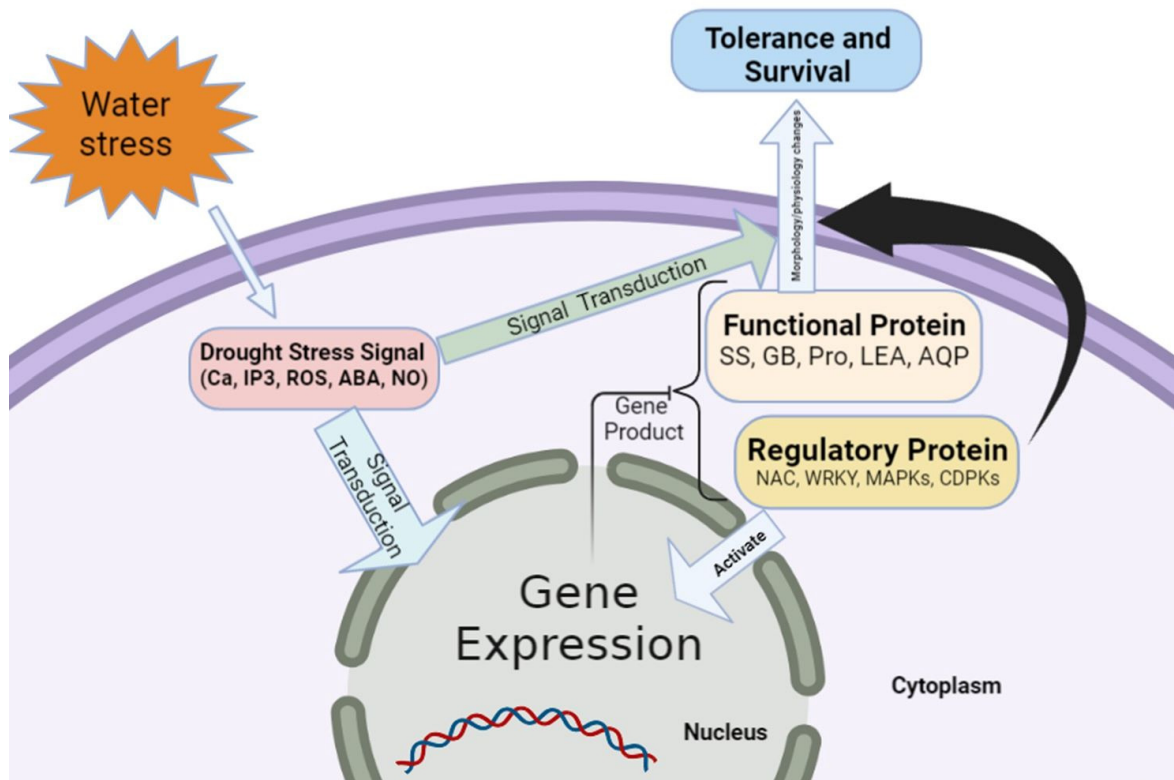 Water
stress
Tolerance and
Survival
Morphology/physiology changes
Signal Transduction
Drought Stress Signal
(Ca, IP3, ROS, ABA, NO)
Functional Protein
SS, GB, Pro, LEA, AQP
Gene
Product
Regulatory Protein
NAC, WRKY, MAPKs, CDPKs
Signal
Transduction
Activate
Gene
Expression
Cytoplasm
Nucleus